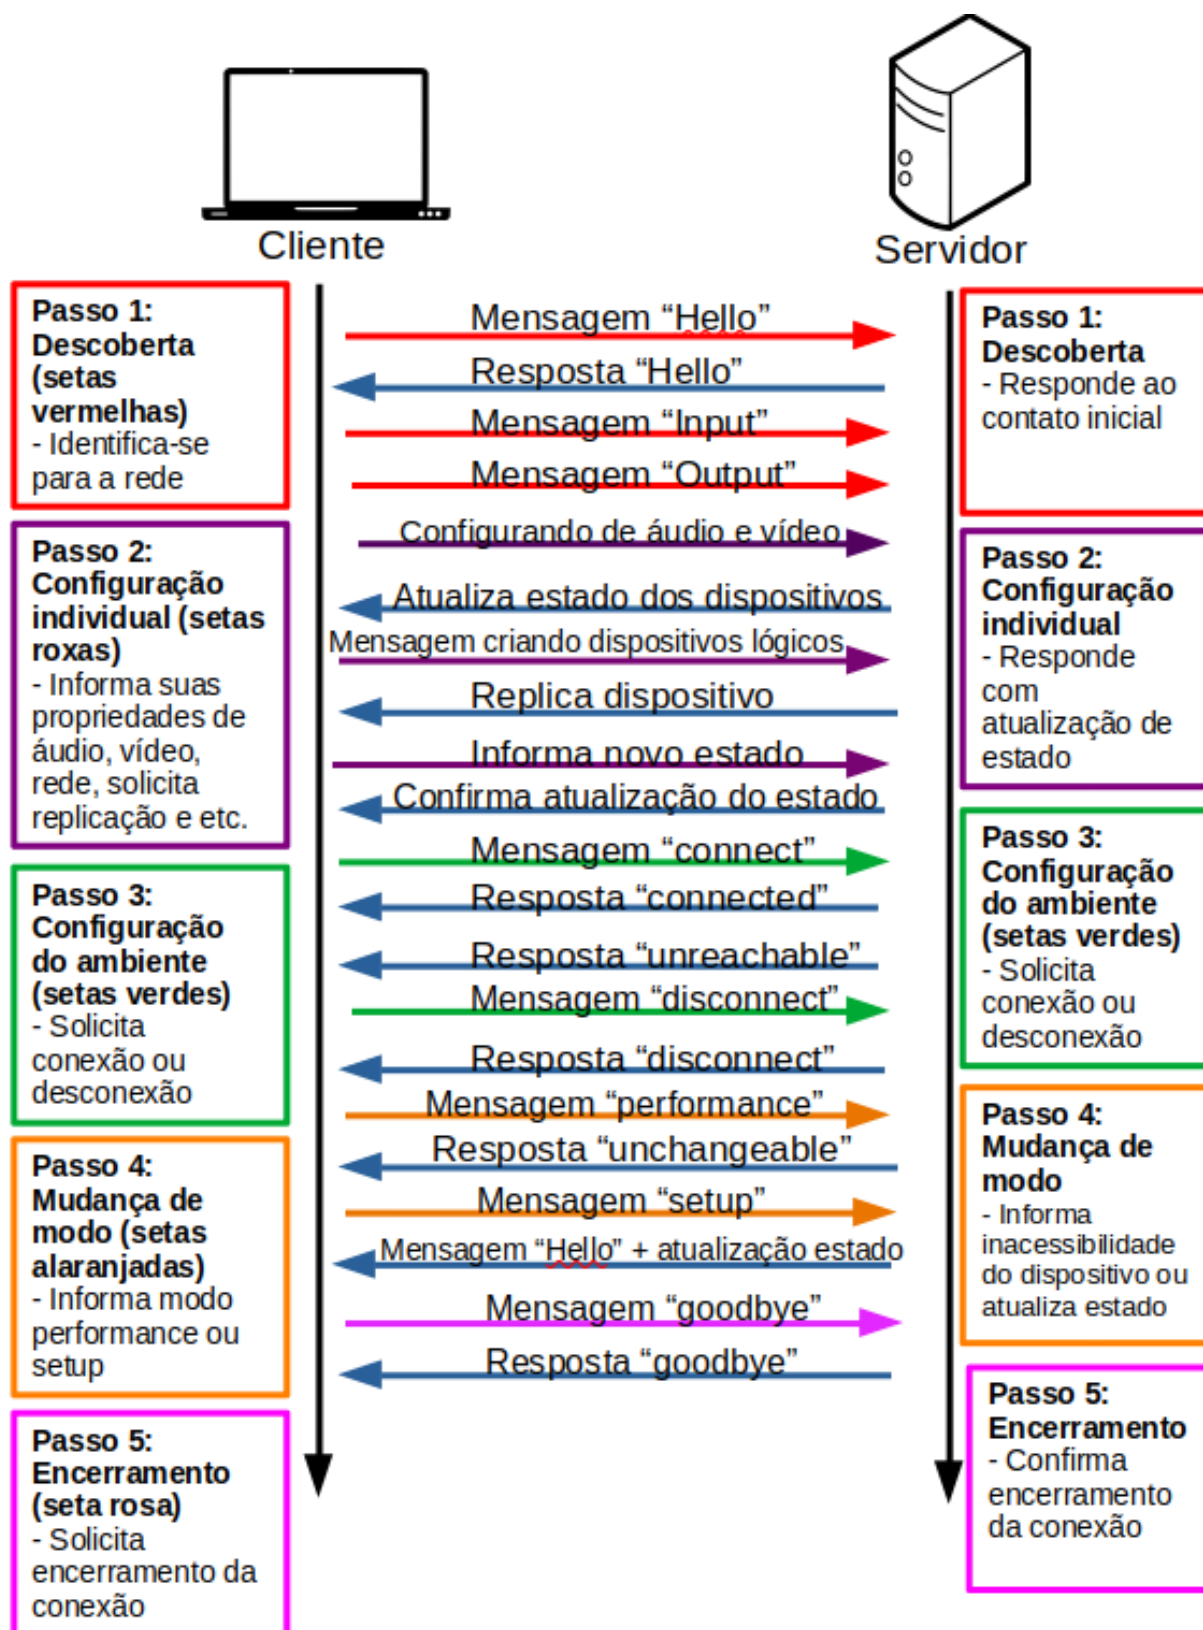 Cliente
Servidor
Passo 1:
Descoberta
(setas
vermelhas)
- Identifica-se
para a rede
Passo 2:
Configuração
individual (setas
roxas)
- Informa suas
propriedades de
áudio, vídeo,
rede, solicita
replicação e etc.
Passo 3:
Configuração
do ambiente
(setas verdes)
- Solicita
conexão ou
desconexão
Passo 4:
Mudança de
modo (setas
alaranjadas)
- Informa modo
performance ou
setup
Passo 5:
Encerramento
(seta rosa)
- Solicita
encerramento da
conexão
Mensagem “Hello”
Resposta “Hello”
Mensagem “Input”
Mensagem “Output”
Configurando de áudio e vídeo
Atualiza estado dos dispositivos
Mensagem criando dispositivos lógicos
Replica dispositivo
Informa novo estado
Confirma atualização do estado
Mensagem “connect”
Resposta “connected”
Resposta “unreachable”
Mensagem “disconnect”
Resposta “disconnect”
Mensagem “performance”
Resposta “unchangeable”
Mensagem “setup”
Mensagem “Hello” + atualização estado
Mensagem “goodbye”
Resposta “goodbye”
Passo 1:
Descoberta
- Responde ao
contato inicial
Passo 2:
Configuração
individual
- Responde
com
atualização de
estado
Passo 3:
Configuração
do ambiente
(setas verdes)
- Solicita
conexão ou
desconexão
Passo 4:
Mudança de
modo
- Informa
inacessibilidade
do dispositivo ou
atualiza estado
Passo 5:
Encerramento
- Confirma
encerramento
da conexão